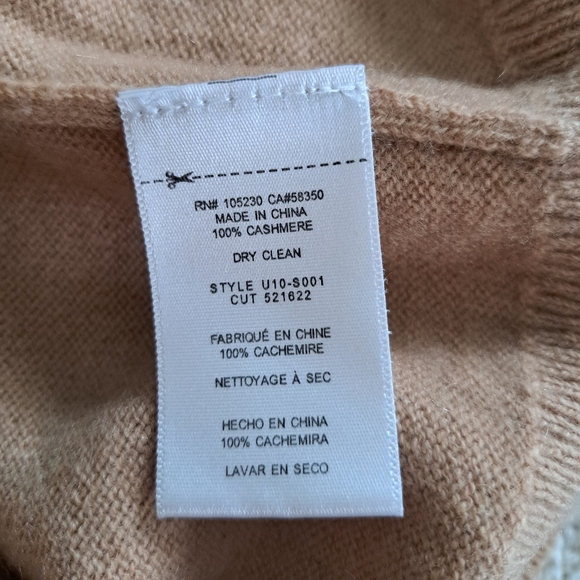 RN# 105230 CA#58350
MADE IN CHINA
100% CASHMERE
DRY CLEAN
STYLE U10-S001
CUT 521622
FABRIQUÉ EN CHINE
100% CACHEMIRE
NETTOYAGE À SEC
HECHO EN CHINA
100% CACHEMIRA
LAVAR EN SECO